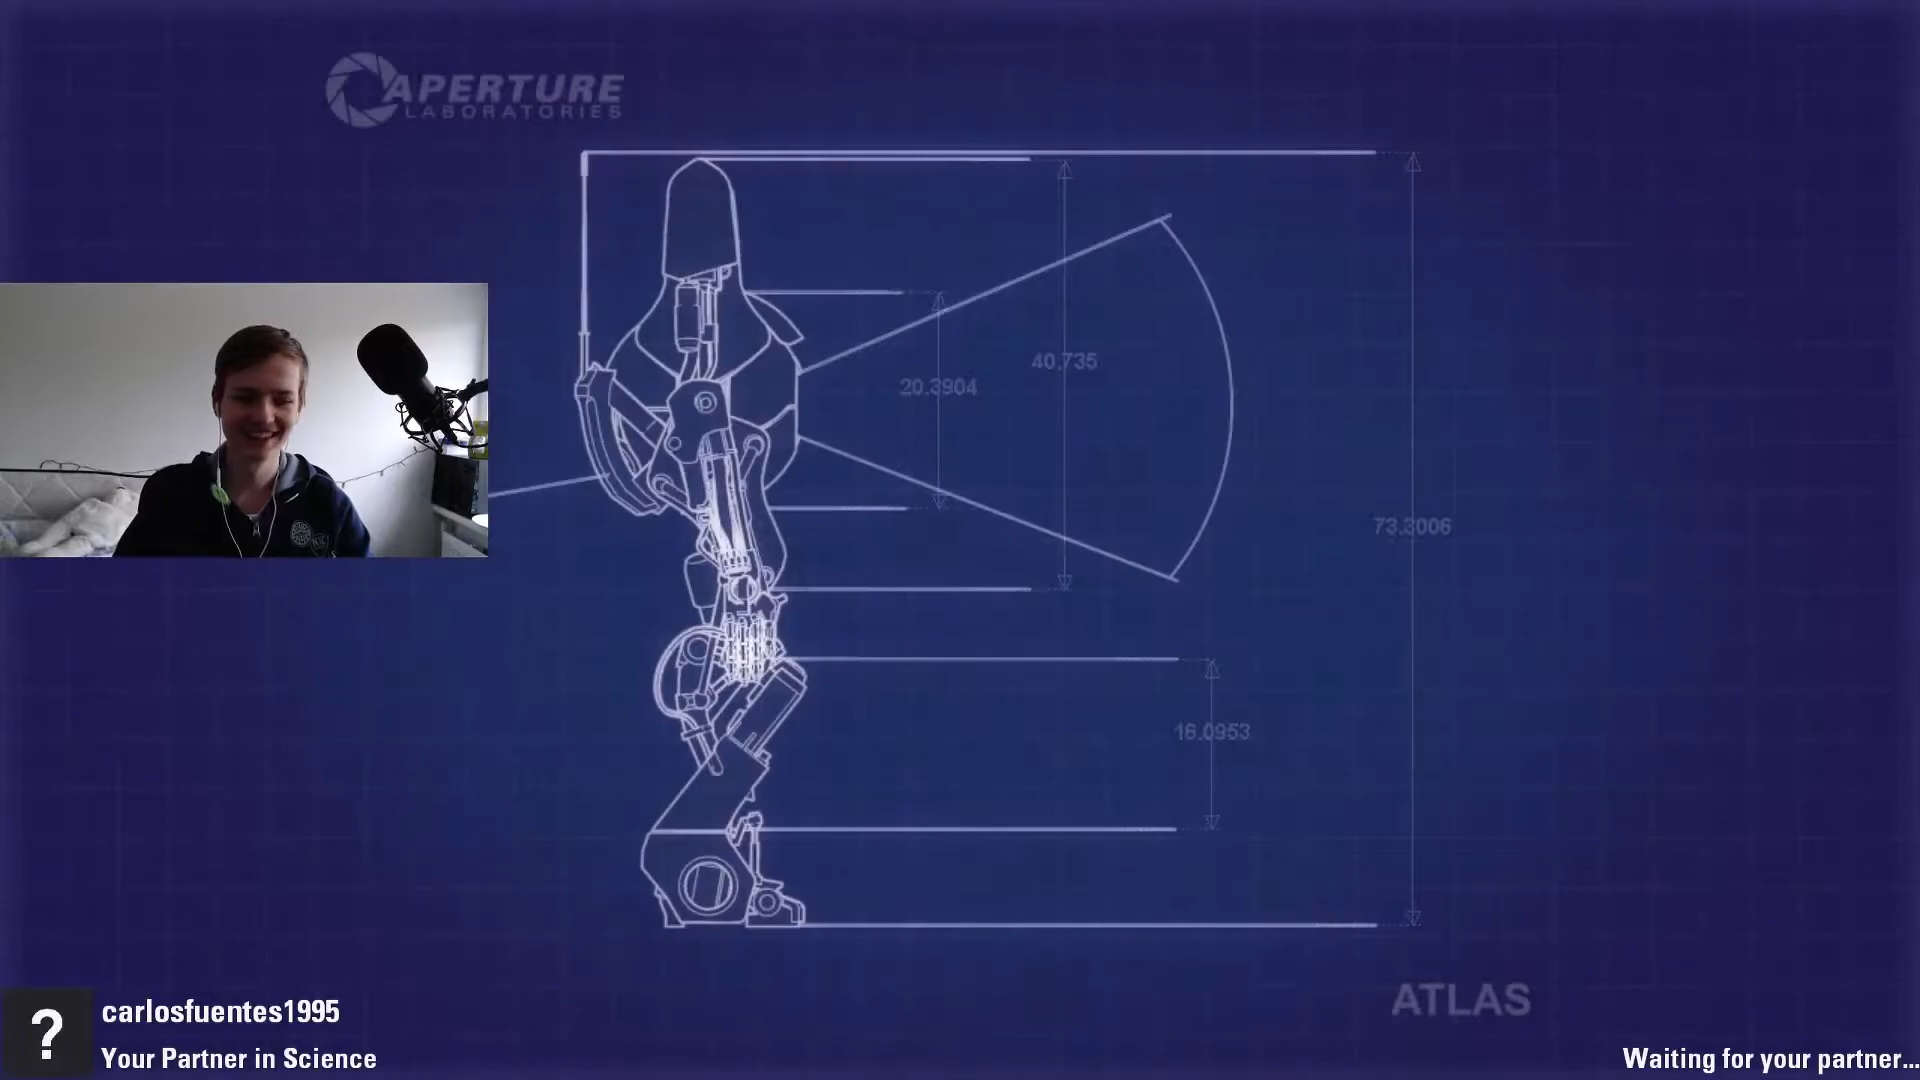 APERTURE
LABORATORIES
40.735
20.3904
73.3006
16.0953
ATLAS
?
carlosfuentes1995
Your Partner in Science
Waiting for your partner...